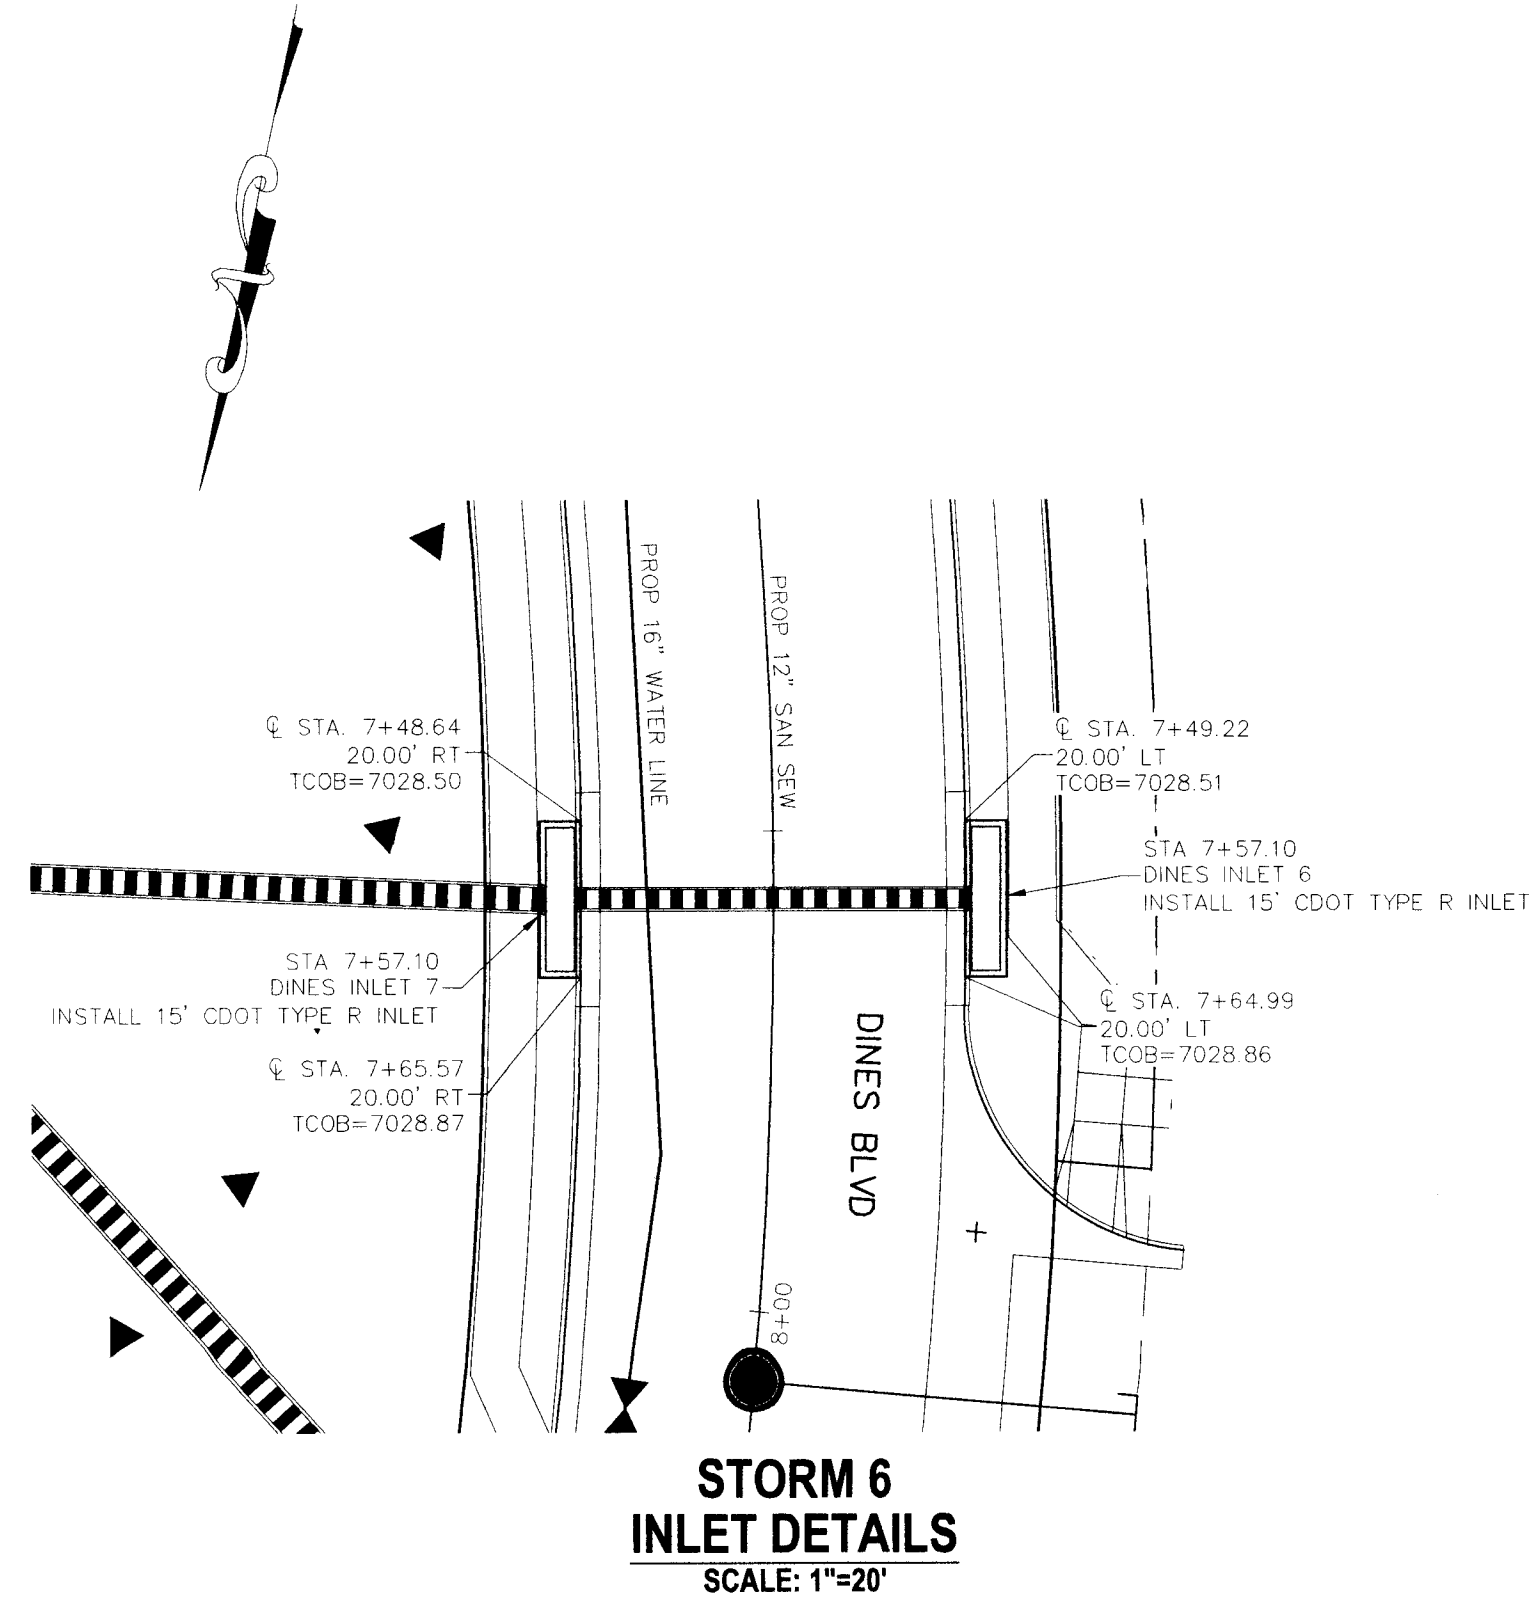 PROP 16" WATER LINE
PROP 12" SAN SEW
℄ STA. 7+48.64
20.00' RT
TCOB=7028.50
℄ STA. 7+49.22
20.00' LT
TCOB=7028.51
STA 7+57.10
DINES INLET 6
INSTALL 15' CDOT TYPE R INLET
STA 7+57.10
DINES INLET 7
INSTALL 15' CDOT TYPE R INLET
℄ STA. 7+64.99
20.00' LT
TCOB=7028.86
℄ STA. 7+65.57
20.00' RT
TCOB=7028.87
DINES BLVD
8+00
STORM 6
INLET DETAILS
SCALE: 1"=20'